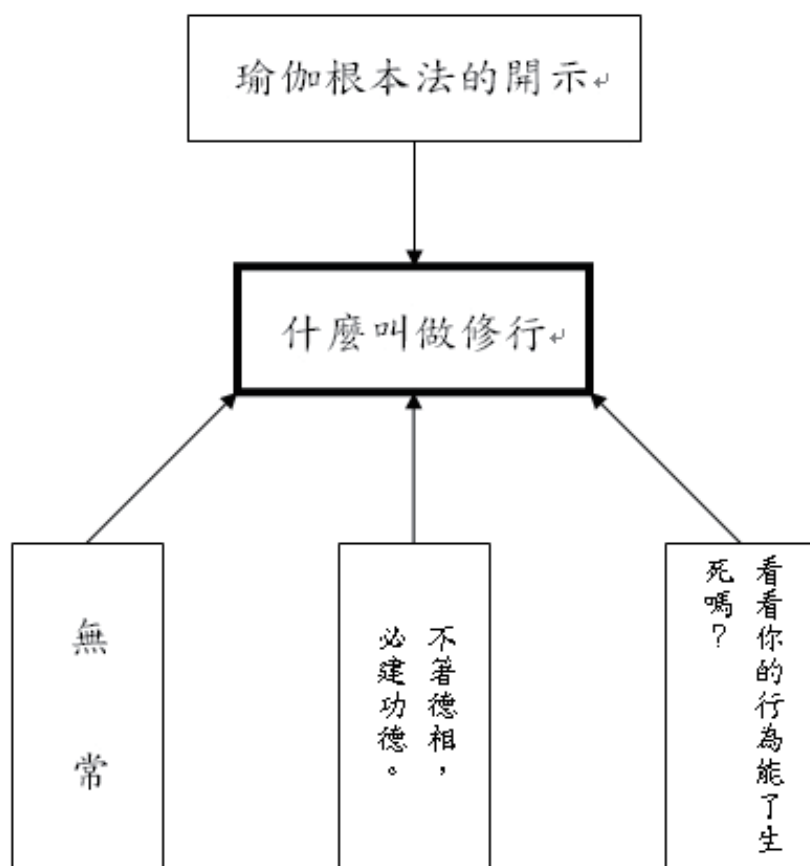 瑜伽根本法的開示↵
什麼叫做修行↵
無常
不著德相，
必建功德。
看看你的行為能了生
死嗎？